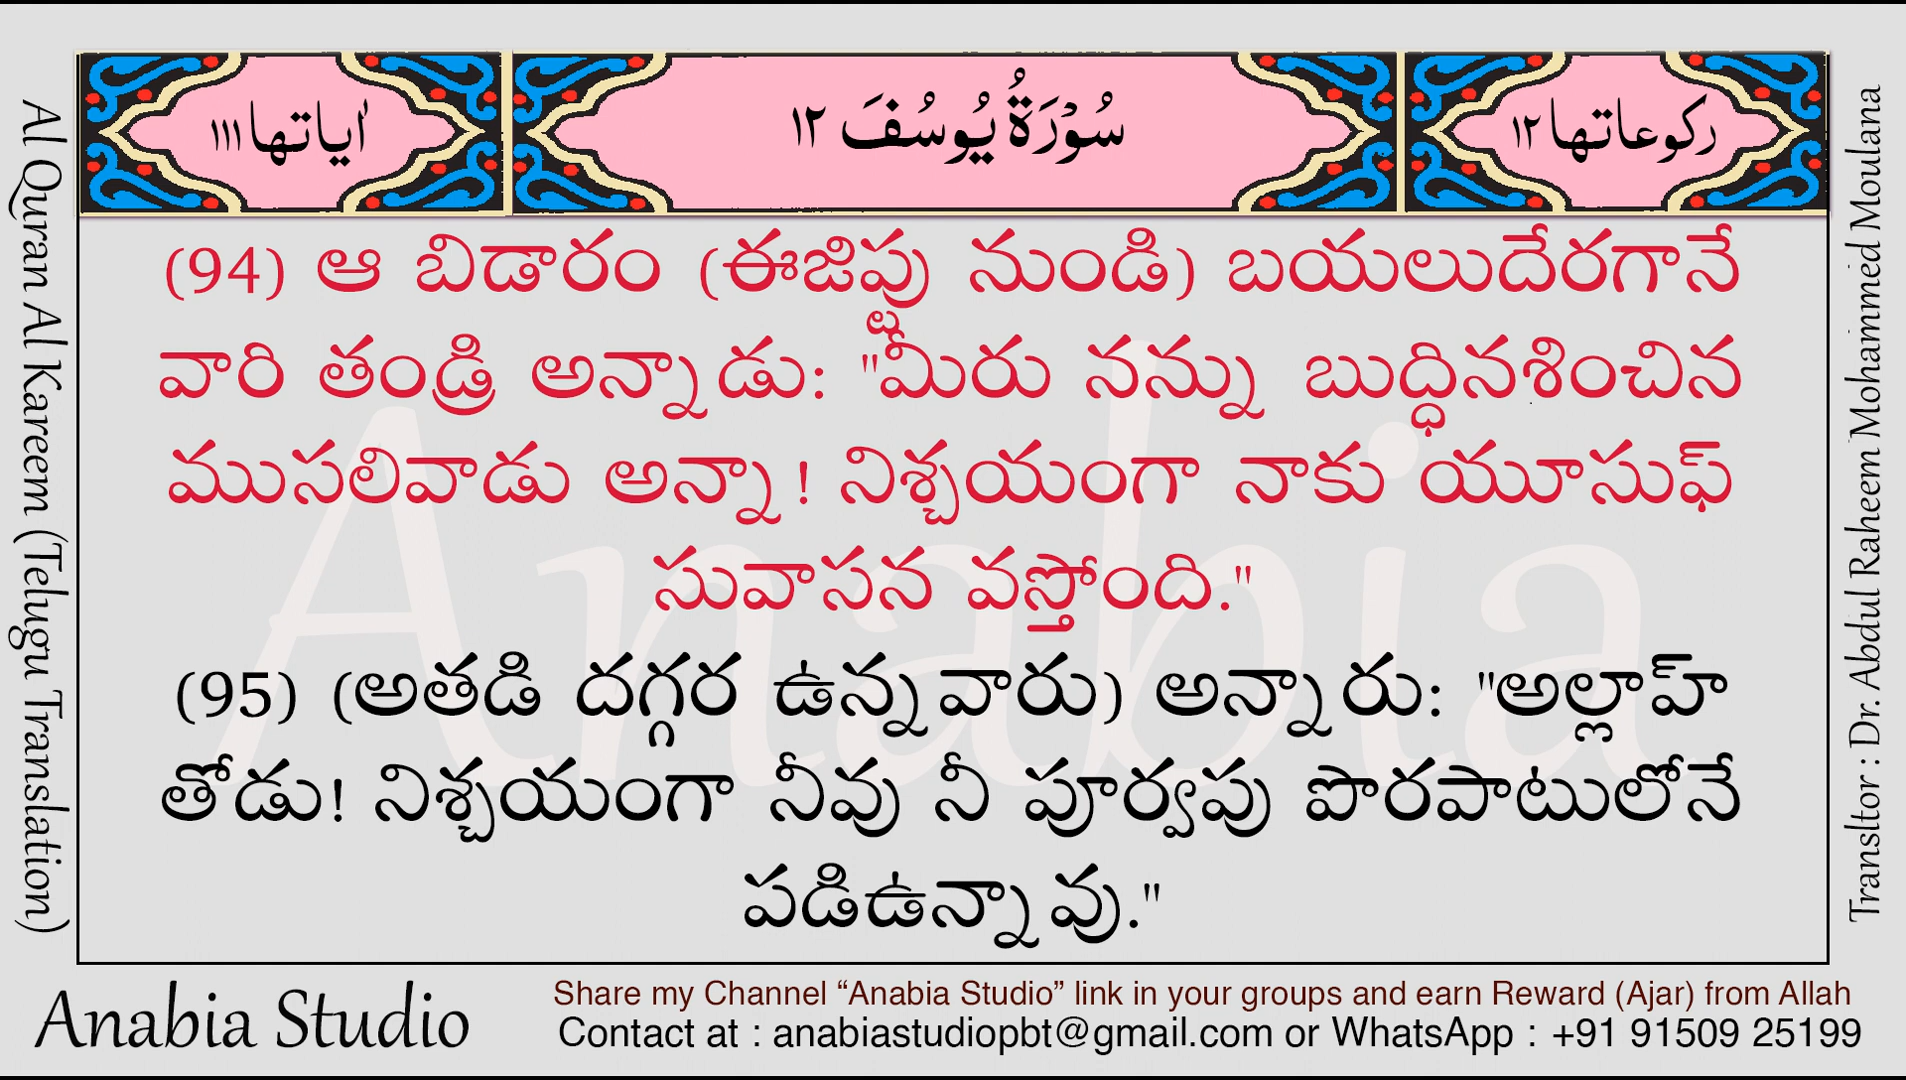 اٰیاتها ۱۱۱
سُوْرَةُ يُوسُفَ ۱۲
رکوعاتها ۱۲
Al Quran Al Kareem (Telugu Translation)
(94) ఆ బిడారం (ఈజిప్టు నుండి) బయలుదేరగానే
వారి తండ్రి అన్నాడు: "మీరు నన్ను బుద్ధినశించిన
ముసలివాడు అన్నా! నిశ్చయంగా నాకు యూసుఫ్
సువాసన వస్తోంది."
(95) (అతడి దగ్గర ఉన్నవారు) అన్నారు: "అల్లాహ్
తోడు! నిశ్చయంగా నీవు నీ పూర్వపు పొరపాటులోనే
పడిఉన్నావు."
Transltor : Dr. Abdul Raheem Mohammed Moulana
Anabia
Anabia Studio
Share my Channel “Anabia Studio” link in your groups and earn Reward (Ajar) from Allah
Contact at : anabiastudiopbt@gmail.com or WhatsApp : +91 91509 25199